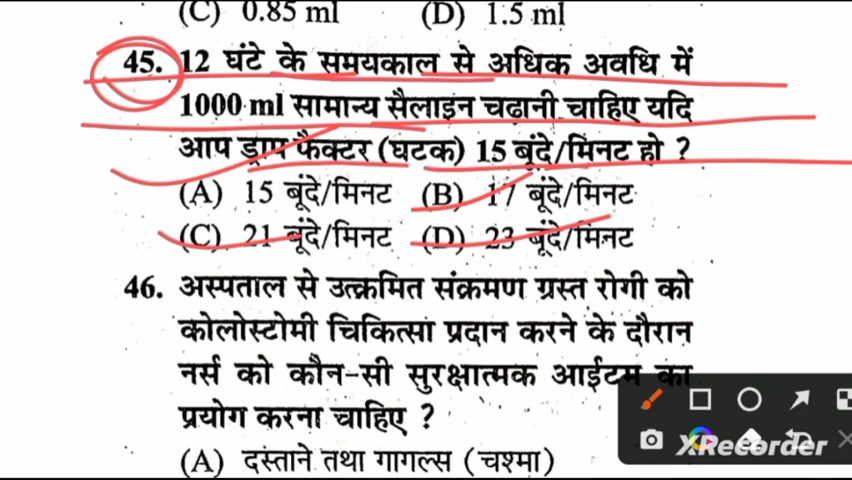 (C) 0.85 ml (D) 1.5 ml
45. 12 घंटे के समयकाल से अधिक अवधि में
1000 ml सामान्य सैलाइन चढ़ानी चाहिए यदि
आप ड्राप फैक्टर (घटक) 15 बूंदे/मिनट हो ?
(A) 15 बूंदे/मिनट (B) 17 बूंदे/मिनट
(C) 21 बूंदे/मिनट (D) 23 बूंदे/मिनट
46. अस्पताल से उत्क्रमित संक्रमण ग्रस्त रोगी को
कोलोस्टोमी चिकित्सा प्रदान करने के दौरान
नर्स को कौन-सी सुरक्षात्मक आईटम का
प्रयोग करना चाहिए ?
(A) दस्ताने तथा गागल्स (चश्मा)
XRecorder